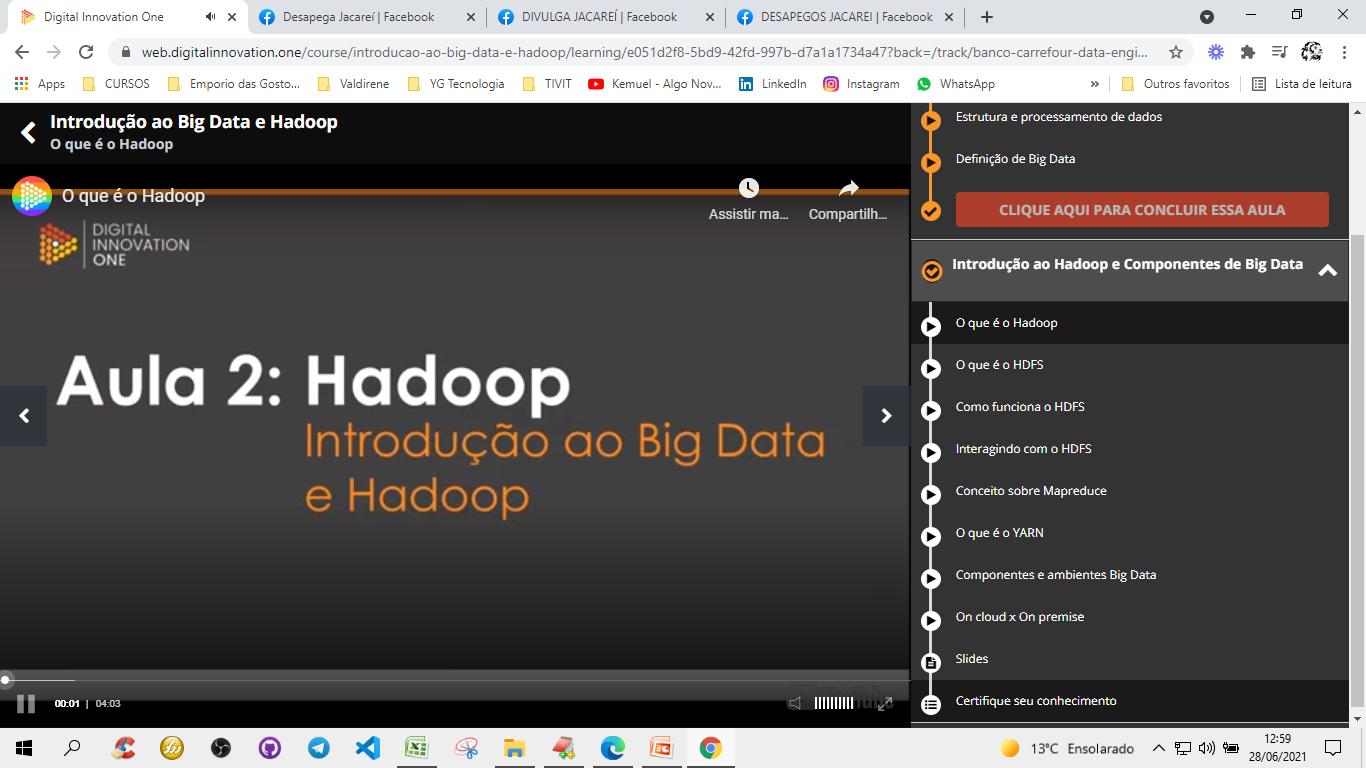 Digital Innovation One
Desapega Jacareí | Facebook
DIVULGA JACAREÍ | Facebook
DESAPEGOS JACAREI | Facebook
web.digitalinnovation.one/course/introducao-ao-big-data-e-hadoop/learning/e051d2f8-5bd9-42fd-997b-d7a1a1734a47?back=/track/banco-carrefour-data-engi...
Apps
CURSOS
Emporio das Gosto...
Valdirene
YG Tecnologia
TIVIT
Kemuel - Algo Nov...
LinkedIn
Instagram
WhatsApp
»
Outros favoritos
Lista de leitura
Introdução ao Big Data e Hadoop
O que é o Hadoop
O que é o Hadoop
Assistir ma...
Compartilh...
DIGITAL
INNOVATION
ONE
Aula 2: Hadoop
Introdução ao Big Data
e Hadoop
00:01 | 04:03
Estrutura e processamento de dados
Definição de Big Data
CLIQUE AQUI PARA CONCLUIR ESSA AULA
Introdução ao Hadoop e Componentes de Big Data
O que é o Hadoop
O que é o HDFS
Como funciona o HDFS
Interagindo com o HDFS
Conceito sobre Mapreduce
O que é o YARN
Componentes e ambientes Big Data
On cloud x On premise
Slides
Certifique seu conhecimento
13°C Ensolarado
12:59
28/06/2021